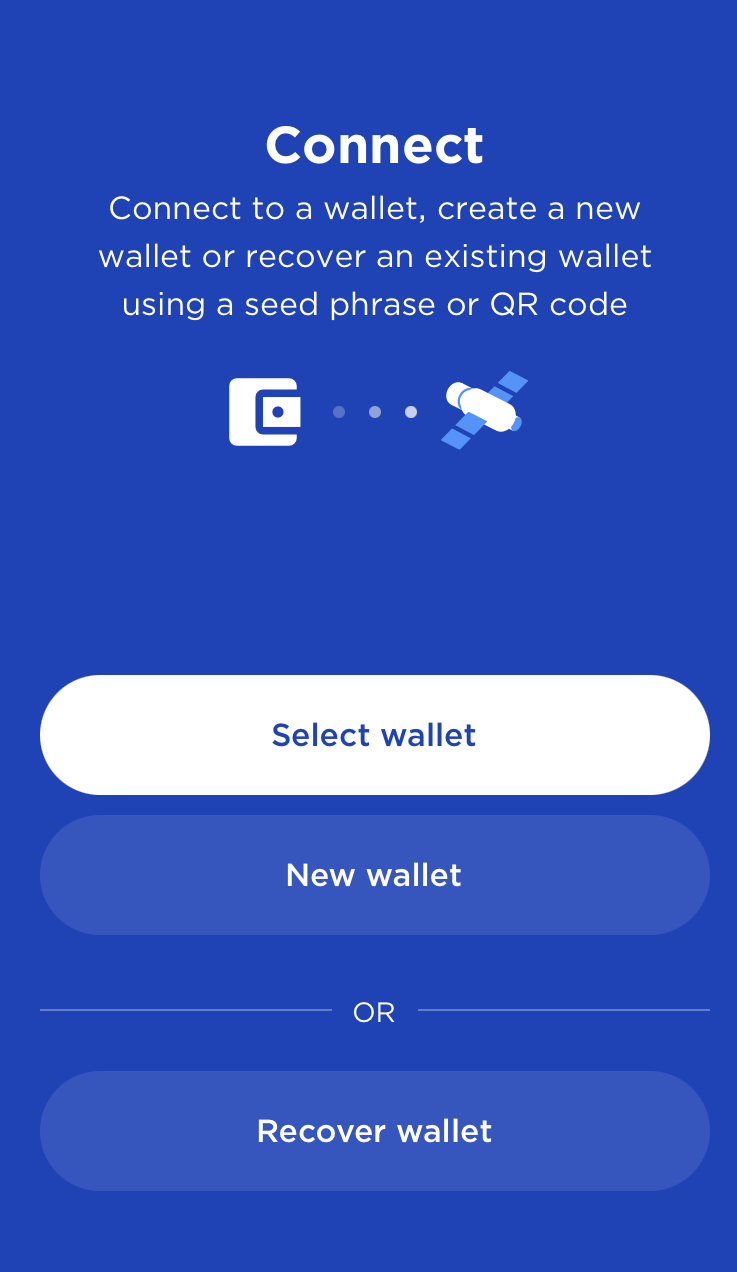 Connect
Connect to a wallet, create a new
wallet or recover an existing wallet
using a seed phrase or QR code
Select wallet
New wallet
OR
Recover wallet